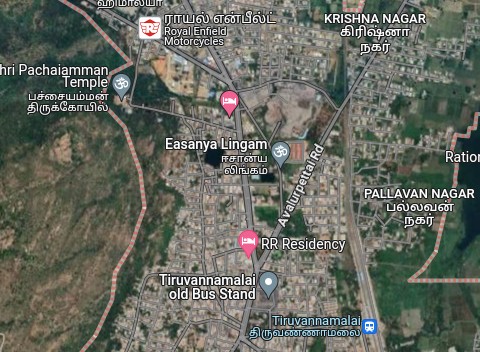 ஹிமாலயா
ராயல் என்பீல்ட்
Royal Enfield
Motorcycles
KRISHNA NAGAR
கிரிஷ்னா
நகர்
hri Pachaiamman
Temple
பச்சையம்மன்
திருக்கோயில்
Easanya Lingam
ஈசான்ய
லிங்கம்
Avalurpettai Rd
Ration
PALLAVAN NAGAR
பல்லவன்
நகர்
RR Residency
Tiruvannamalai
old Bus Stand
Tiruvannamalai
திருவண்ணாமலை